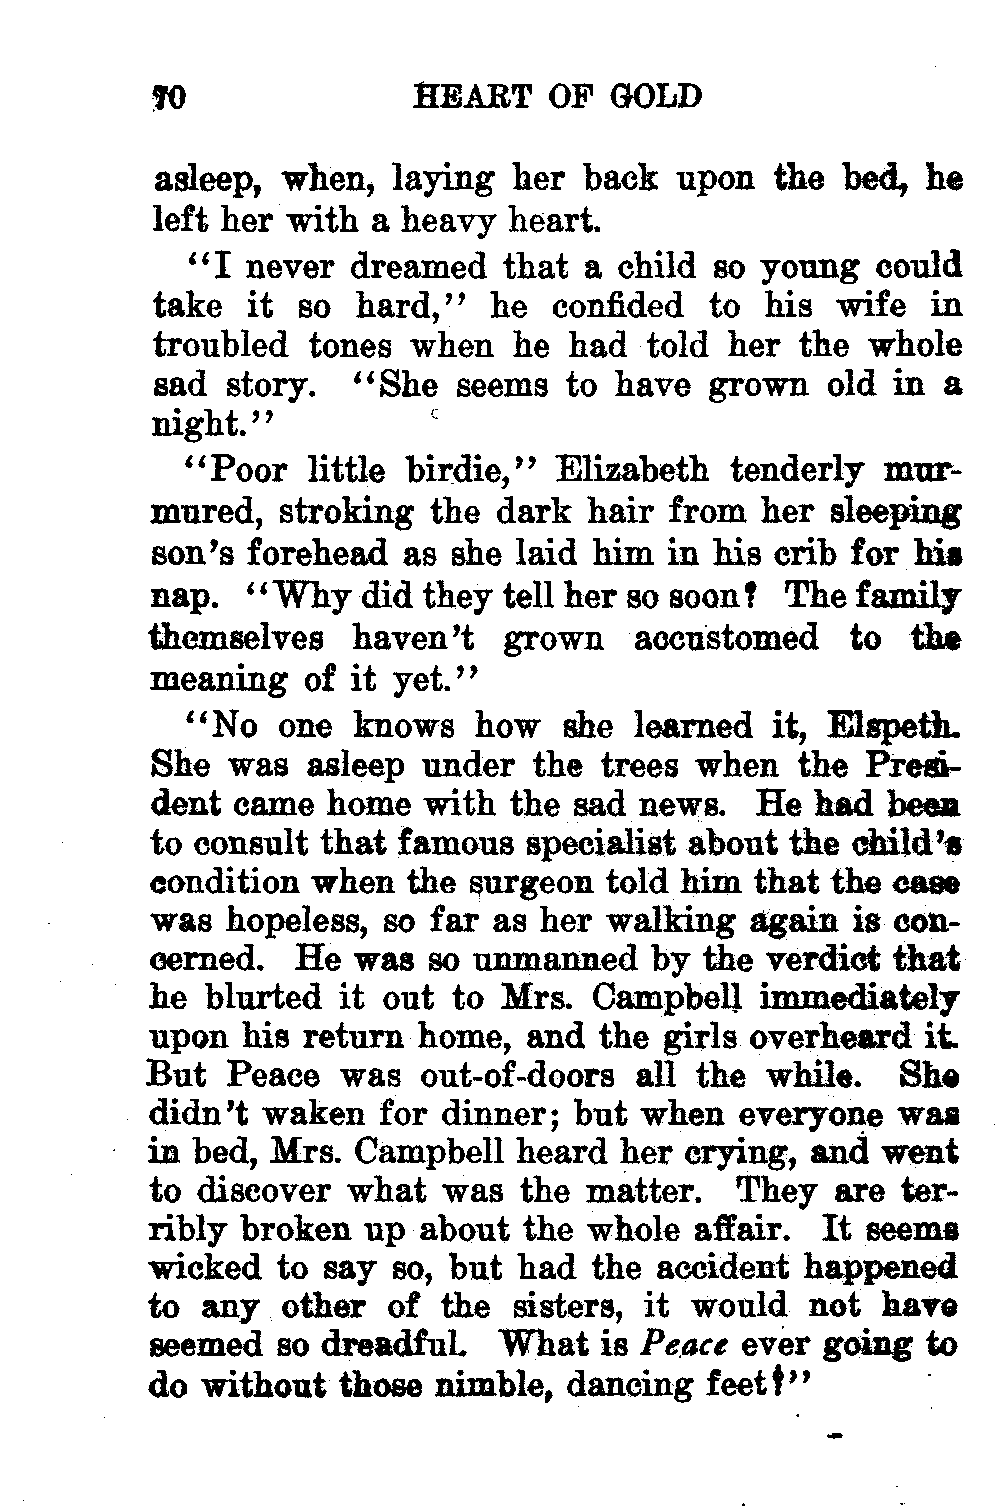 70 HEART OF GOLD
asleep, when, laying her back upon the bed, he
left her with a heavy heart.
"I never dreamed that a child so young could
take it so hard," he confided to his wife in
troubled tones when he had told her the whole
sad story. "She seems to have grown old in a
night."
"Poor little birdie," Elizabeth tenderly mur-
mured, stroking the dark hair from her sleeping
son's forehead as she laid him in his crib for his
nap. "Why did they tell her so soon? The family
themselves haven't grown accustomed to the
meaning of it yet."
"No one knows how she learned it, Elspeth.
She was asleep under the trees when the Presi-
dent came home with the sad news. He had been
to consult that famous specialist about the child's
condition when the surgeon told him that the case
was hopeless, so far as her walking again is con-
cerned. He was so unmanned by the verdict that
he blurted it out to Mrs. Campbell immediately
upon his return home, and the girls overheard it.
But Peace was out-of-doors all the while. She
didn't waken for dinner; but when everyone was
in bed, Mrs. Campbell heard her crying, and went
to discover what was the matter. They are ter-
ribly broken up about the whole affair. It seems
wicked to say so, but had the accident happened
to any other of the sisters, it would not have
seemed so dreadful. What is Peace ever going to
do without those nimble, dancing feet?"